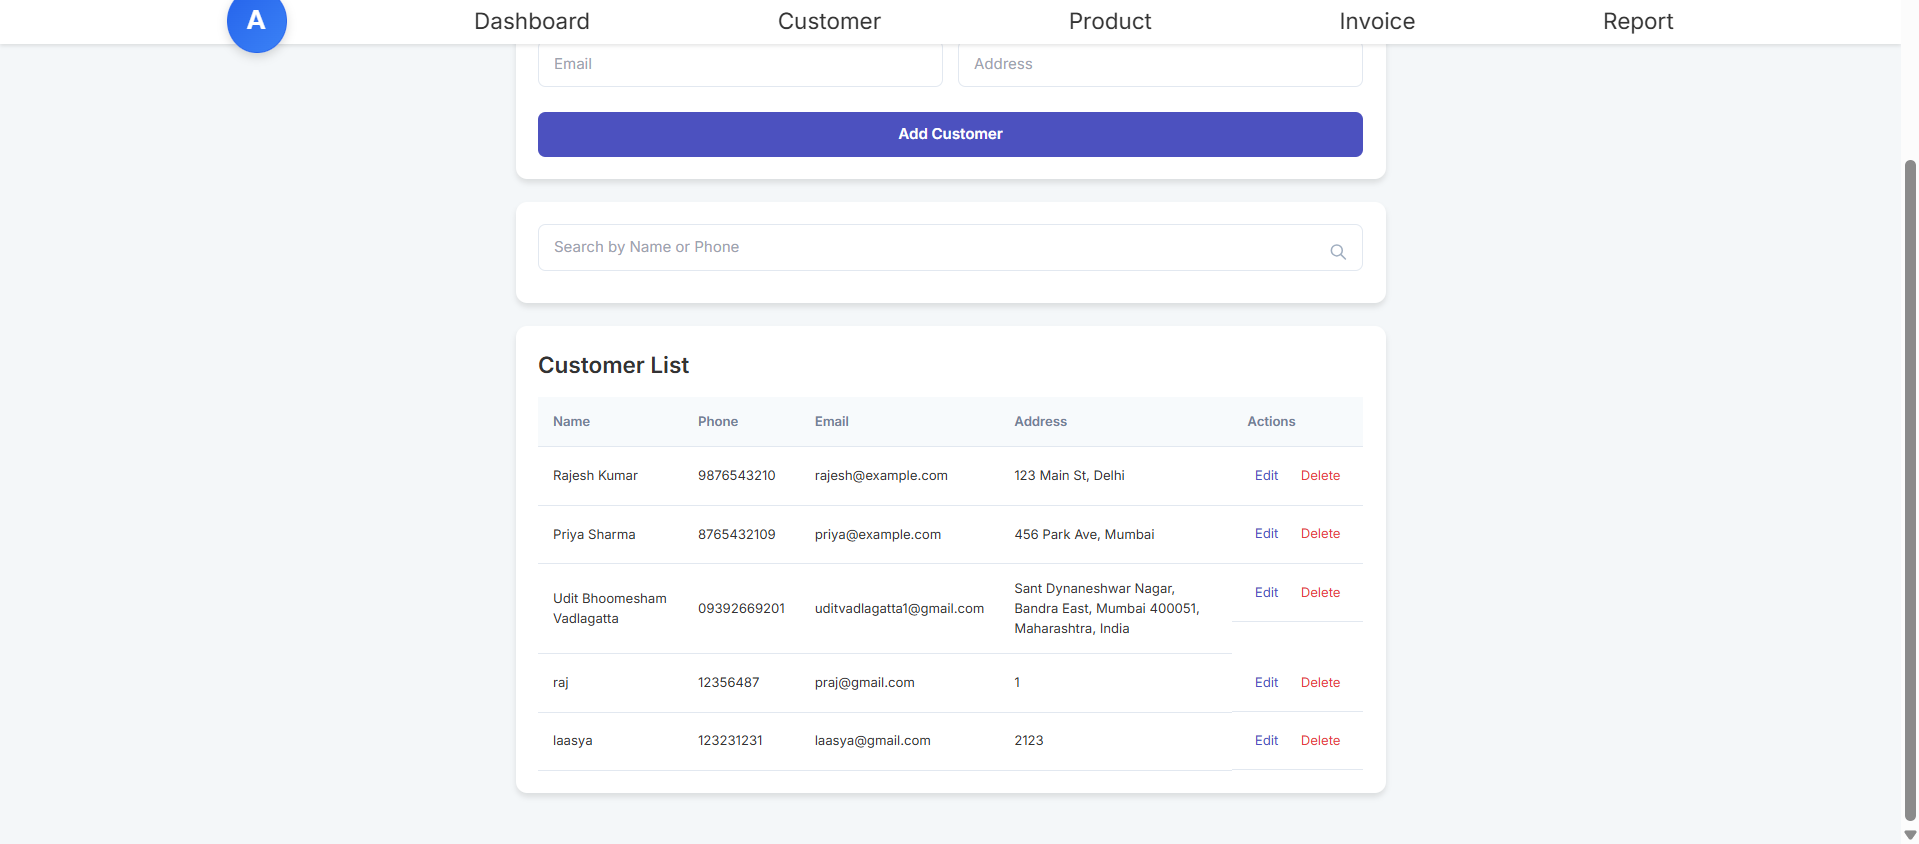 A Dashboard Customer Product Invoice Report
Email Address
Add Customer
Search by Name or Phone
Customer List
Name Phone Email Address Actions
Rajesh Kumar 9876543210 rajesh@example.com 123 Main St, Delhi Edit Delete
Priya Sharma 8765432109 priya@example.com 456 Park Ave, Mumbai Edit Delete
Udit Bhoomesham
Vadlagatta
09392669201
uditvadlagatta1@gmail.com
Sant Dynaneshwar Nagar,
Bandra East, Mumbai 400051,
Maharashtra, India
Edit Delete
raj 12356487 praj@gmail.com 1 Edit Delete
laasya 123231231 laasya@gmail.com 2123 Edit Delete